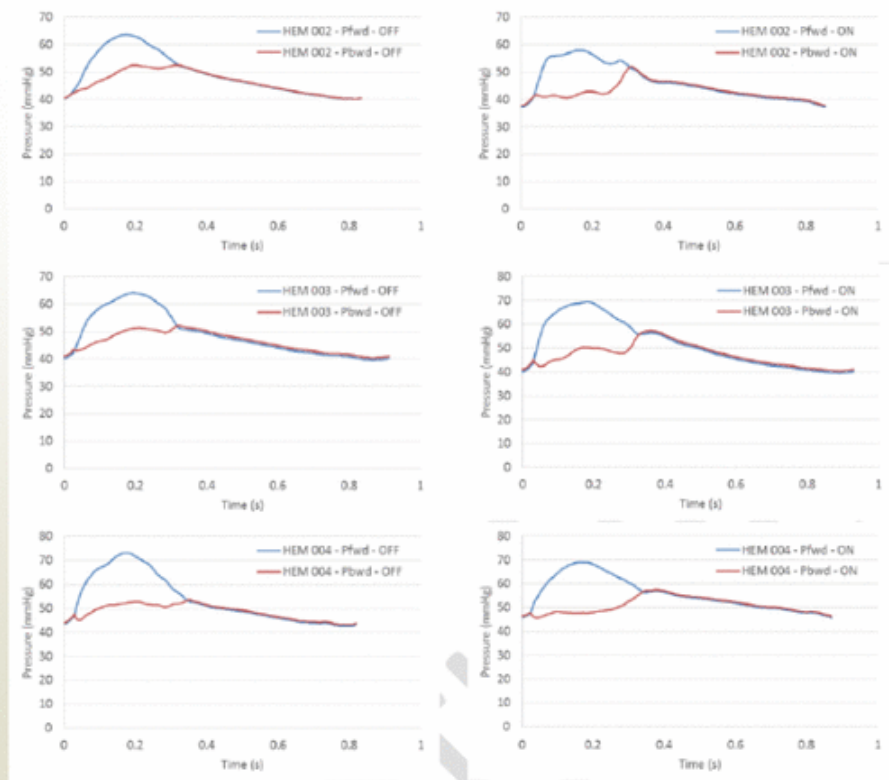 70
60
50
40
30
20
10
0
Pressure (mmHg)
HEM 002 - Pfwd - OFF
HEM 002 - Pbwd - OFF
0 0.2 0.4 0.6 0.8 1
Time (s)
70
60
50
40
30
20
10
0
Pressure (mmHg)
HEM 002 - Pfwd - ON
HEM 002 - Pbwd - ON
0 0.2 0.4 0.6 0.8 1
Time (s)
70
60
50
40
30
20
10
0
Pressure (mmHg)
HEM 003 - Pfwd - OFF
HEM 003 - Pbwd - OFF
0 0.2 0.4 0.6 0.8 1
Time (s)
80
70
60
50
40
30
20
10
0
Pressure (mmHg)
HEM 003 - Pfwd - ON
HEM 003 - Pbwd - ON
0 0.2 0.4 0.6 0.8 1
Time (s)
80
70
60
50
40
30
20
10
0
Pressure (mmHg)
HEM 004 - Pfwd - OFF
HEM 004 - Pbwd - OFF
0 0.2 0.4 0.6 0.8 1
Time (s)
80
70
60
50
40
30
20
10
0
Pressure (mmHg)
HEM 004 - Pfwd - ON
HEM 004 - Pbwd - ON
0 0.2 0.4 0.6 0.8 1
Time (s)